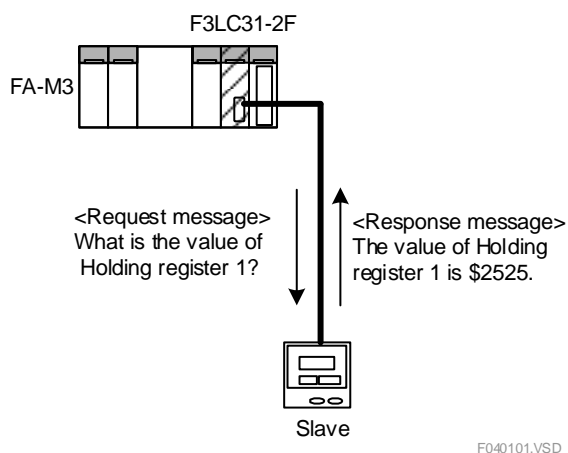 F3LC31-2F
FA-M3
<Request message>
What is the value of
Holding register 1?
<Response message>
The value of Holding
register 1 is $2525.
Slave
F040101.VSD